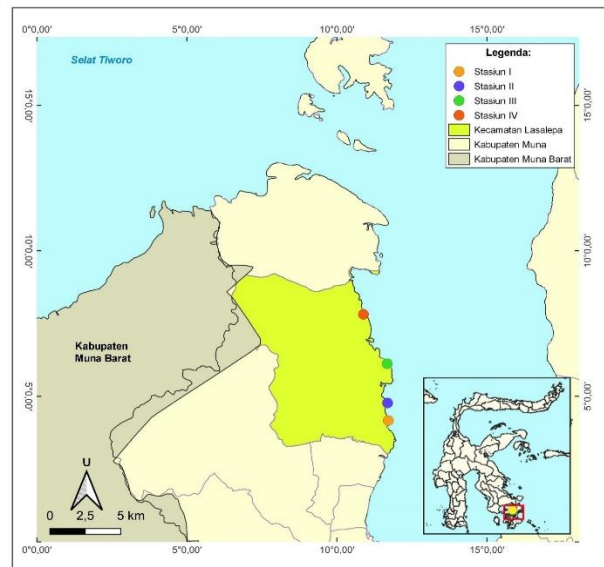 0°0,00' 5°0,00' 10°0,00' 15°0,00'
Selat Tiworo
Legenda:
Stasiun I
Stasiun II
Stasiun III
Stasiun IV
Kecamatan Lasalepa
Kabupaten Muna
Kabupaten Muna Barat
15°0,00' 15°0,00'
10°0,00' 10°0,00'
Kabupaten
Muna Barat
5°0,00' 5°0,00'
U
0 2,5 5 km
0°0,00' 5°0,00' 10°0,00' 15°0,00'